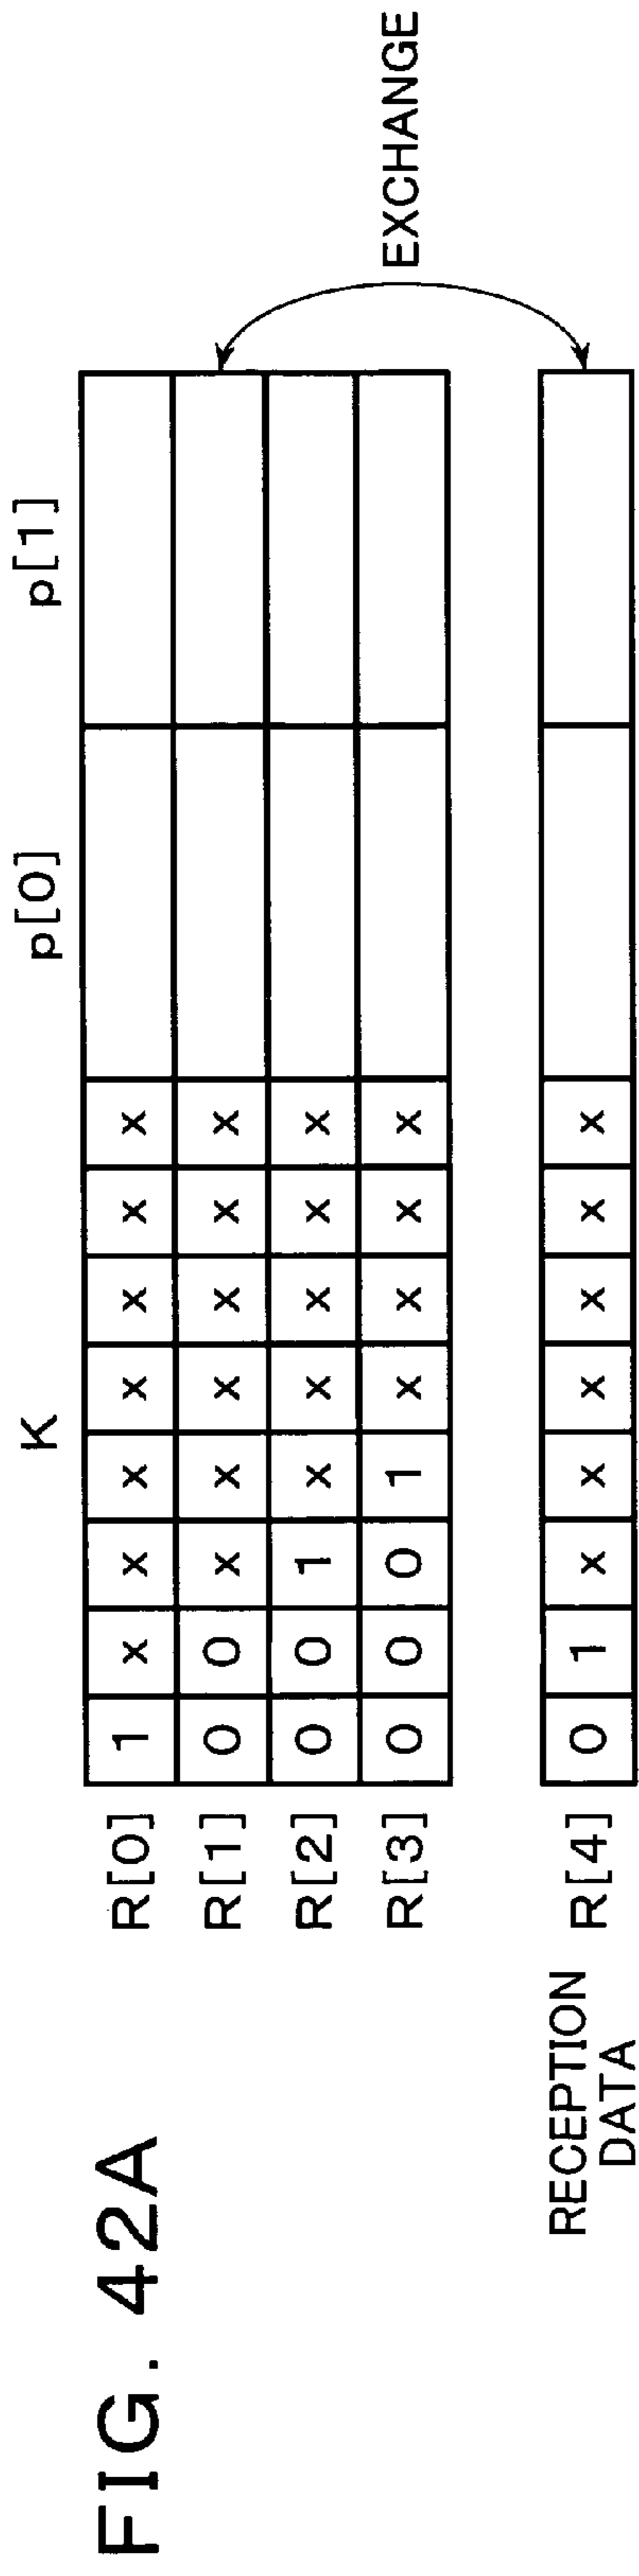 FIG. 42A
K p[0] p[1]
R[0] 1 x x x x x x x
R[1] 0 0 x x x x x x
R[2] 0 0 1 x x x x x
R[3] 0 0 0 1 x x x x
EXCHANGE
RECEPTION
DATA
R[4] 0 1 x x x x x x